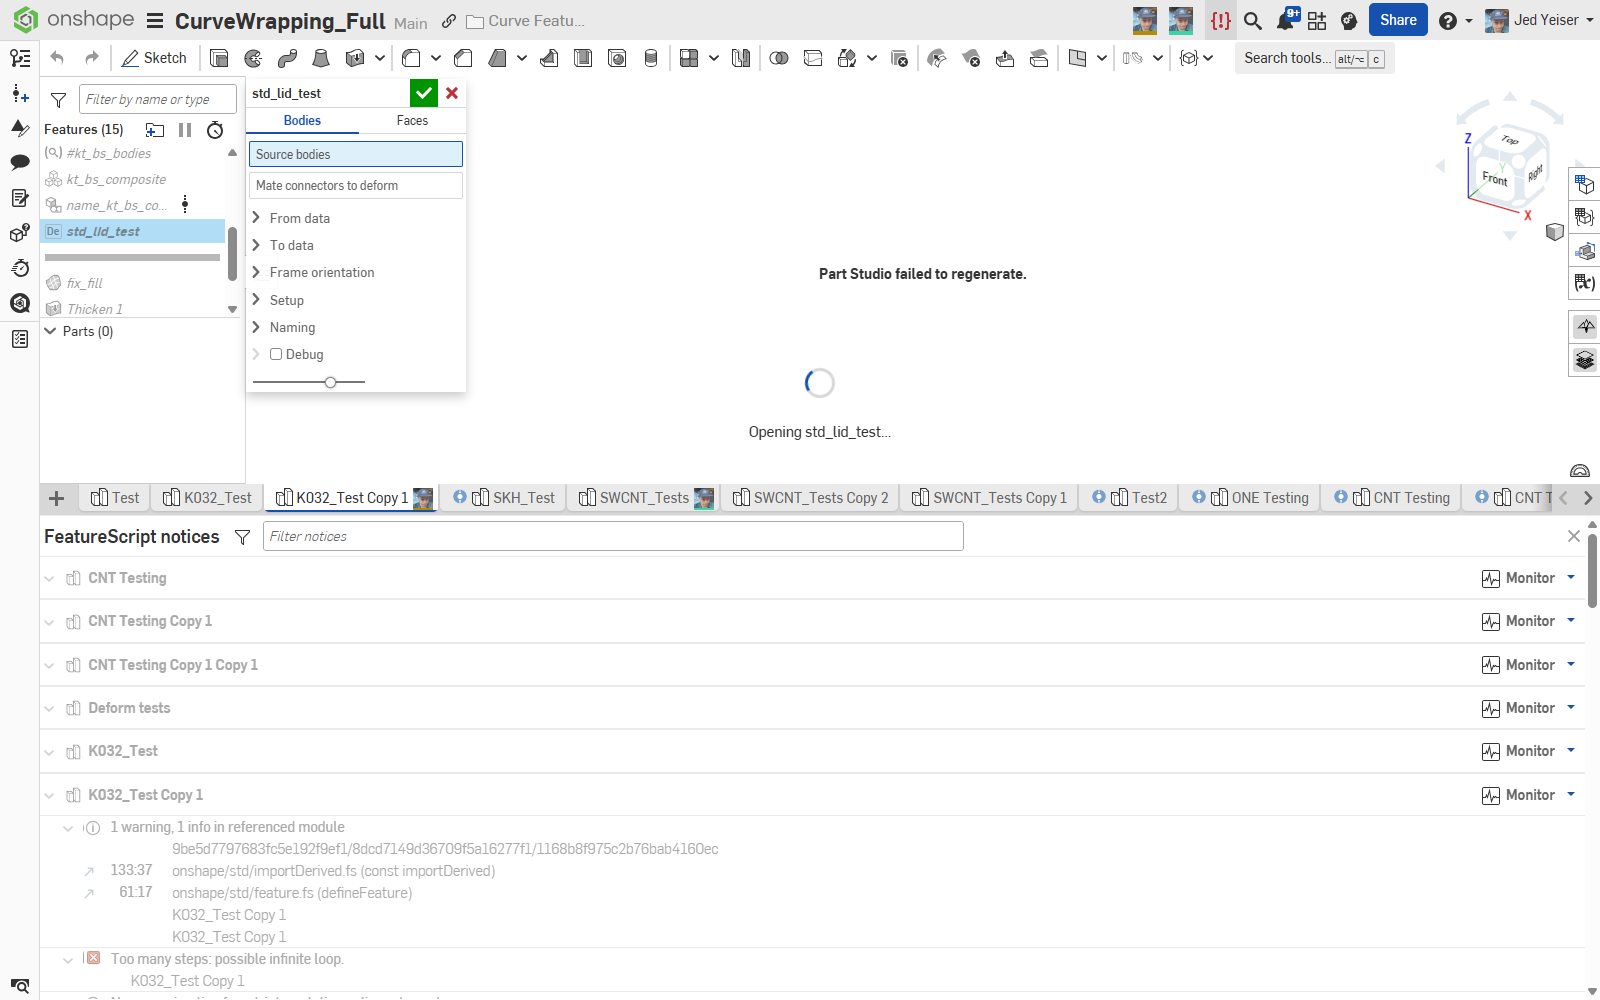 onshape CurveWrapping_Full Main Curve Featu... 9+ Share Jed Yeiser
Sketch Search tools... alt/⌥ c
Filter by name or type
Features (15)
#kt_bs_bodies
kt_bs_composite
name_kt_bs_co...
De std_lid_test
fix_fill
Thicken 1
Parts (0)
std_lid_test
Bodies Faces
Source bodies
Mate connectors to deform
From data
To data
Frame orientation
Setup
Naming
Debug
Part Studio failed to regenerate.
Opening std_lid_test...
Z
Top
Y
Front
Right
X
Test K032_Test K032_Test Copy 1 SKH_Test SWCNT_Tests SWCNT_Tests Copy 2 SWCNT_Tests Copy 1 Test2 ONE Testing CNT Testing CNT T
FeatureScript notices Filter notices
CNT Testing Monitor
CNT Testing Copy 1 Monitor
CNT Testing Copy 1 Copy 1 Monitor
Deform tests Monitor
K032_Test Monitor
K032_Test Copy 1 Monitor
1 warning, 1 info in referenced module
9be5d7797683fc5e192f9ef1/8dcd7149d36709f5a16277f1/1168b8f975c2b76bab4160ec
133:37 onshape/std/importDerived.fs (const importDerived)
61:17 onshape/std/feature.fs (defineFeature)
K032_Test Copy 1
K032_Test Copy 1
Too many steps: possible infinite loop.
K032_Test Copy 1